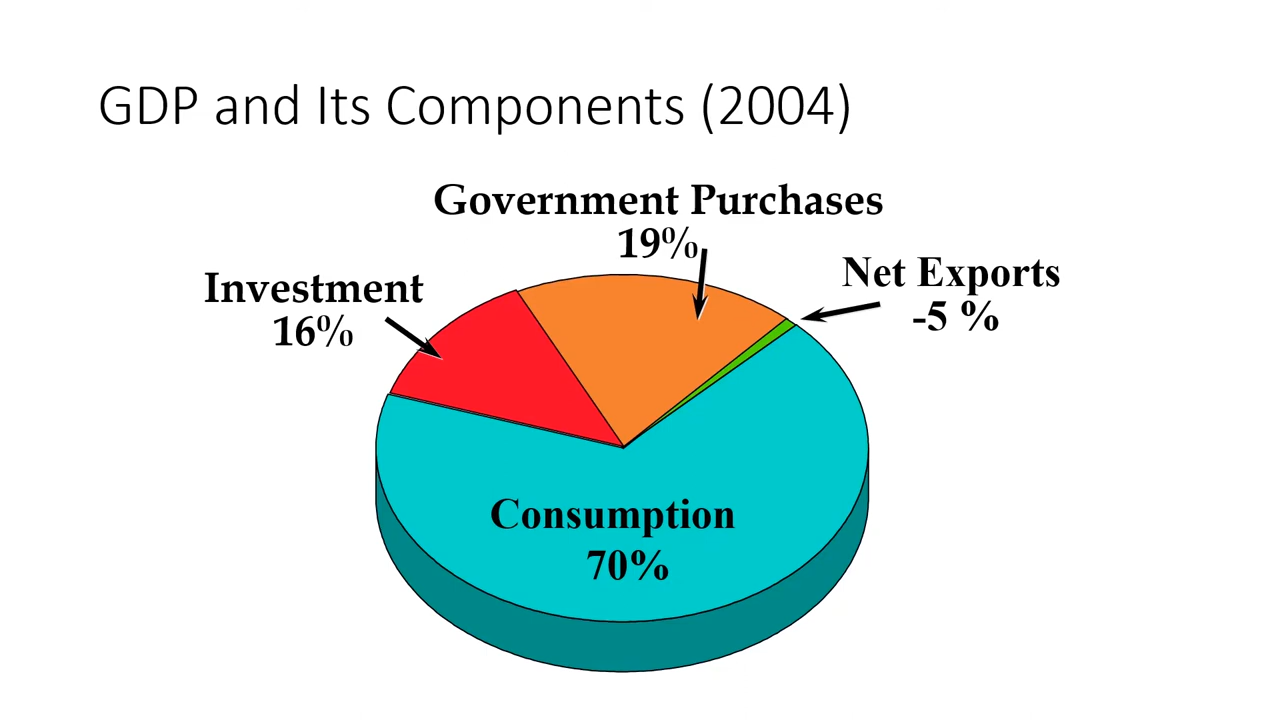 GDP and Its Components (2004)
Government Purchases
19%
Net Exports
-5 %
Investment
16%
Consumption
70%